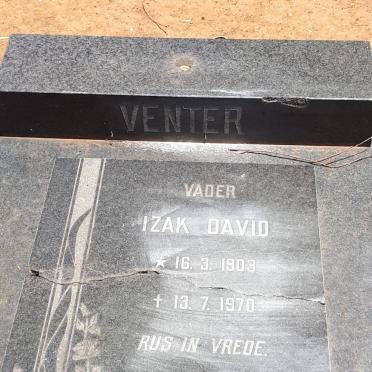 VENTER
VADER
IZAK DAVID
★ 16. 3. 1903
✝ 13. 7. 1970
RUS IN VREDE.